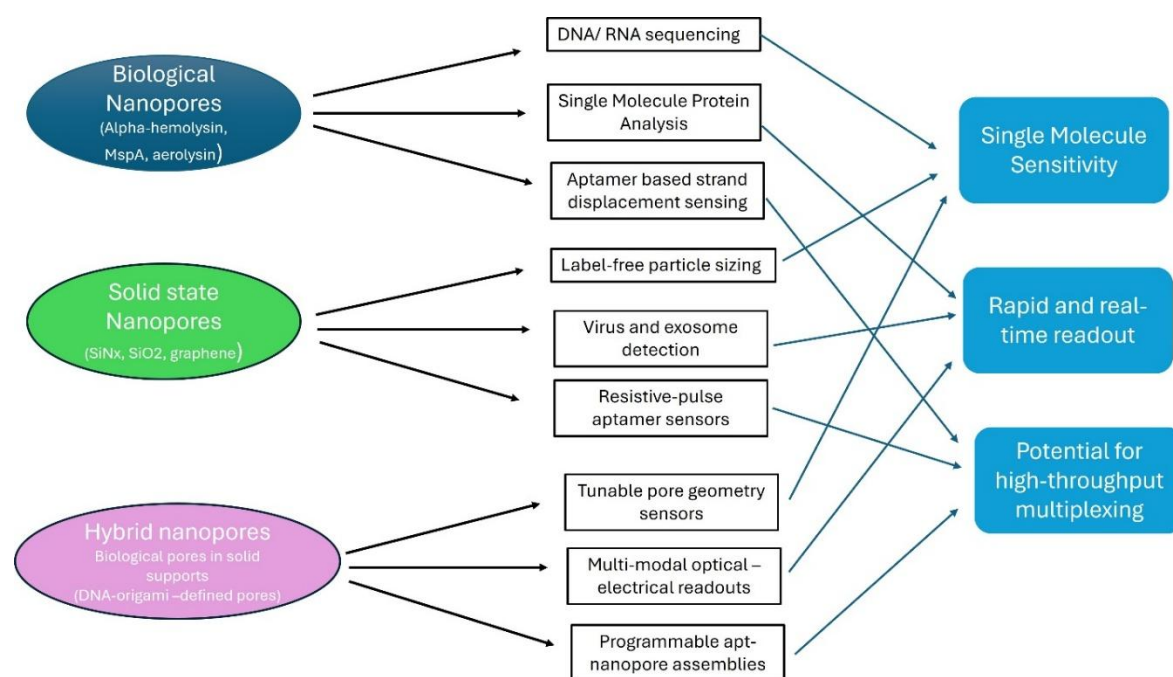 Biological
Nanopores
(Alpha-hemolysin,
MspA, aerolysin)
Solid state
Nanopores
(SiNx, SiO2, graphene)
Hybrid nanopores
Biological pores in solid
supports
(DNA-origami –defined pores)
DNA/ RNA sequencing
Single Molecule Protein
Analysis
Aptamer based strand
displacement sensing
Label-free particle sizing
Virus and exosome
detection
Resistive-pulse
aptamer sensors
Tunable pore geometry
sensors
Multi-modal optical –
electrical readouts
Programmable apt-
nanopore assemblies
Single Molecule
Sensitivity
Rapid and real-
time readout
Potential for
high-throughput
multiplexing